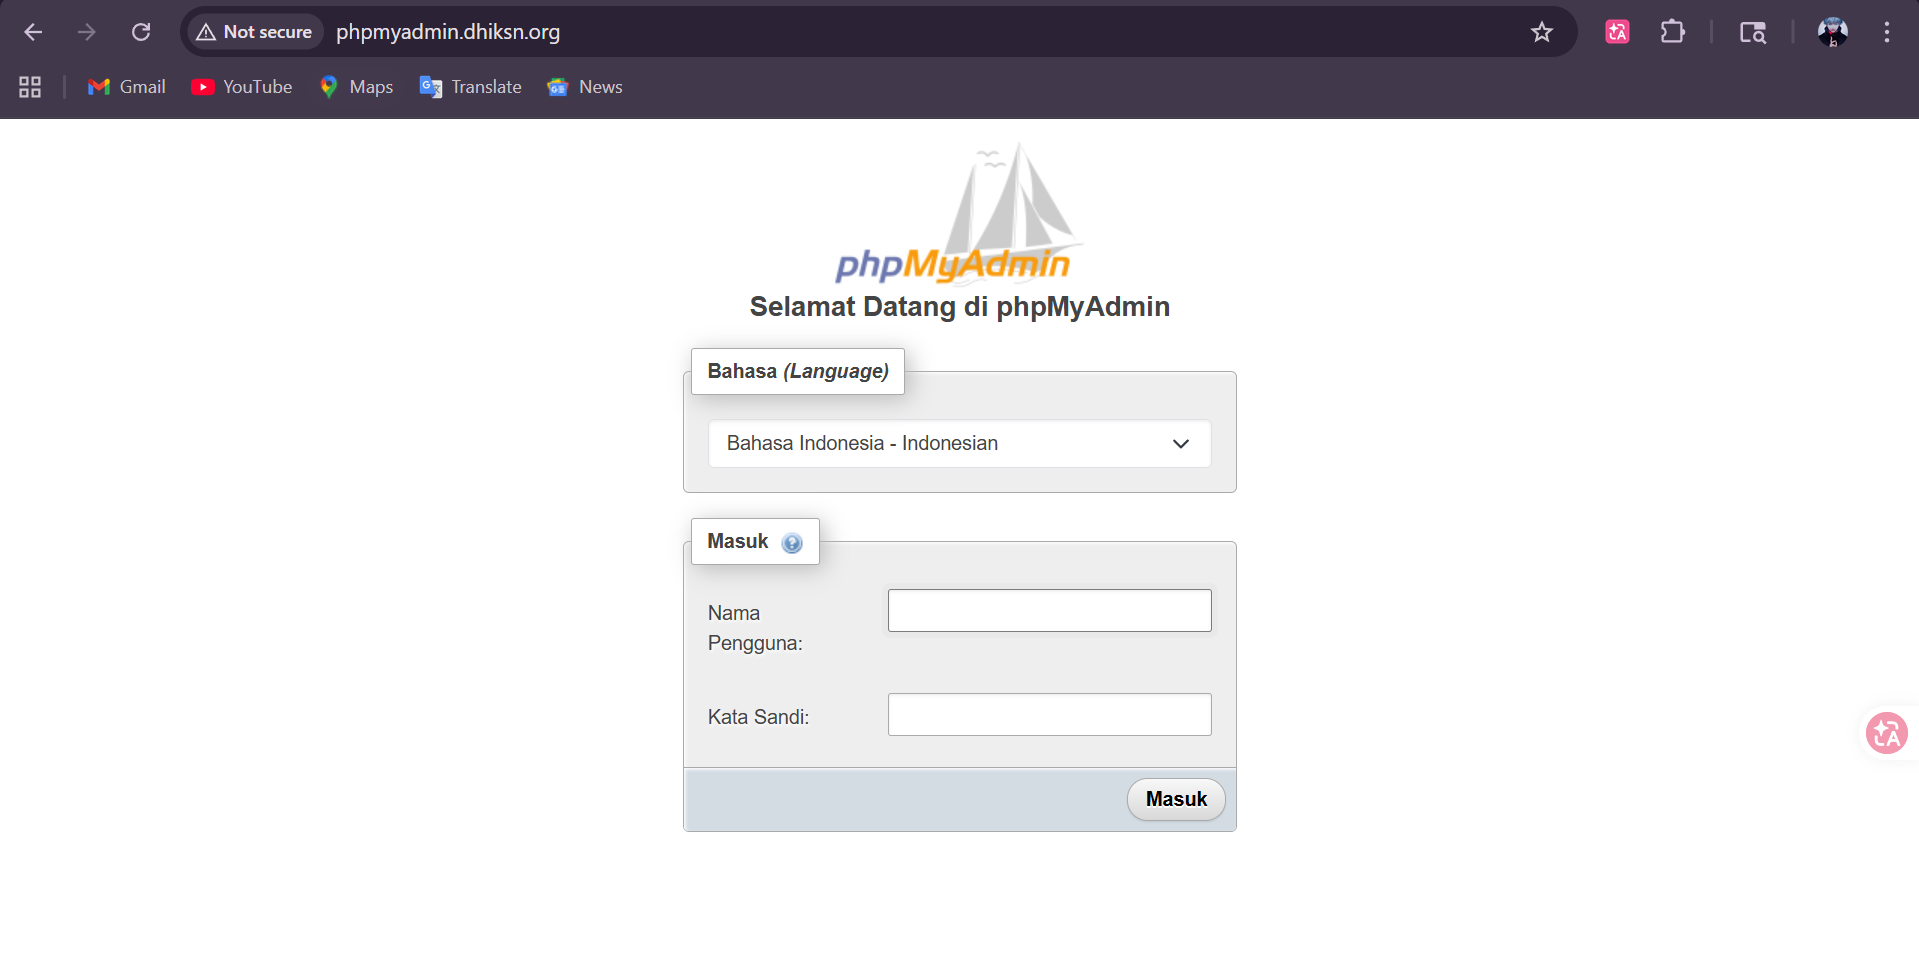 Not secure
phpmyadmin.dhiksn.org
Gmail
YouTube
Maps
Translate
News
phpMyAdmin
Selamat Datang di phpMyAdmin
Bahasa (Language)
Bahasa Indonesia - Indonesian
Masuk
Nama
Pengguna:
Kata Sandi:
Masuk